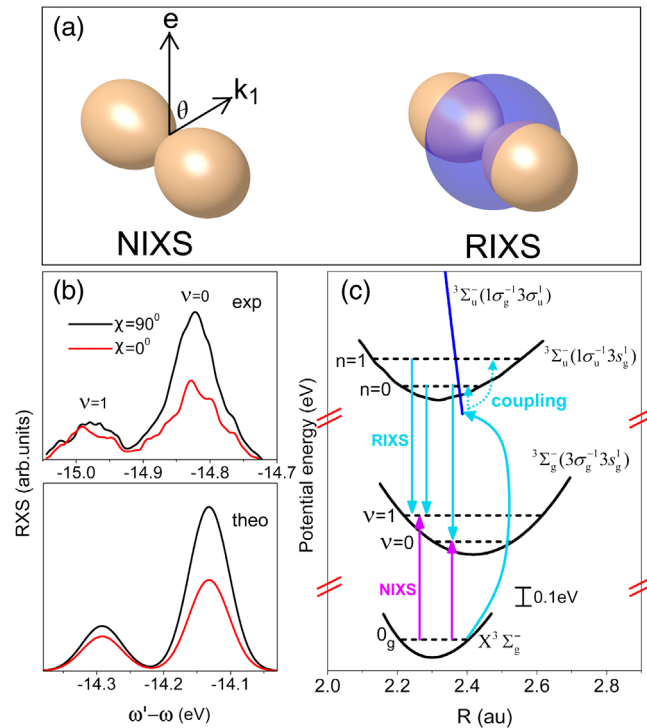 (a)
e
θ
k₁
NIXS
RIXS
(b)
ν=0
exp
χ=90⁰
χ=0⁰
ν=1
-15.0 -14.9 -14.8 -14.7
RXS (arb.units)
theo
-14.3 -14.2 -14.1
ω'−ω (eV)
(c)
³Σᵤ⁻(1σg⁻¹3σᵤ¹)
n=1
³Σᵤ⁻(1σᵤ⁻¹3sg¹)
n=0
coupling
RIXS
³Σg⁻(3σg⁻¹3sg¹)
ν=1
ν=0
NIXS
0.1eV
0g
X³Σg⁻
Potential energy (eV)
2.0 2.2 2.4 2.6 2.8
R (au)